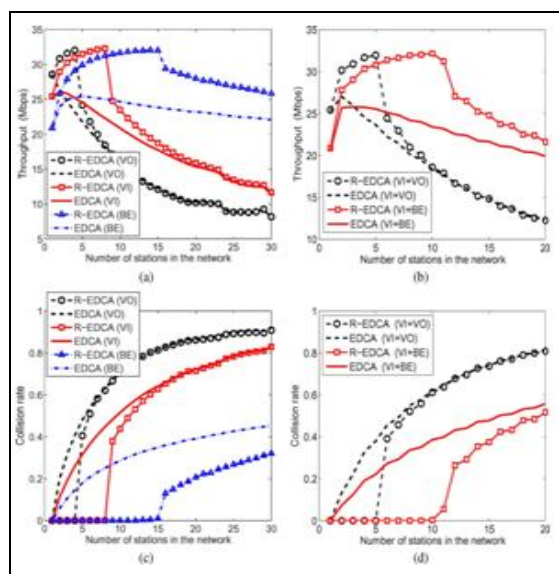 Throughput (Mbps)
35
30
25
20
15
10
5
R-EDCA (VO)
EDCA (VO)
R-EDCA (VI)
EDCA (VI)
R-EDCA (BE)
EDCA (BE)
0 5 10 15 20 25 30
Number of stations in the network
(a)
Throughput (Mbps)
35
30
25
20
15
10
R-EDCA (VI+VO)
EDCA (VI+VO)
R-EDCA (VI+BE)
EDCA (VI+BE)
0 5 10 15 20
Number of stations in the network
(b)
Collision rate
1
0.8
0.6
0.4
0.2
0
R-EDCA (VO)
EDCA (VO)
R-EDCA (VI)
EDCA (VI)
R-EDCA (BE)
EDCA (BE)
0 5 10 15 20 25 30
Number of stations in the network
(c)
Collision rate
1
0.8
0.6
0.4
0.2
0
R-EDCA (VI+VO)
EDCA (VI+VO)
R-EDCA (VI+BE)
EDCA (VI+BE)
0 5 10 15 20
Number of stations in the network
(d)